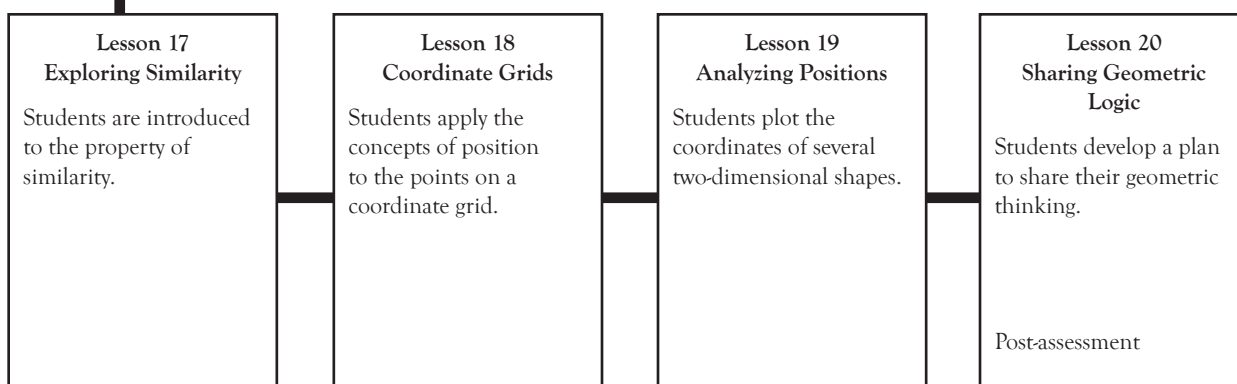 Lesson 17
Exploring Similarity
Students are introduced
to the property of
similarity.
Lesson 18
Coordinate Grids
Students apply the
concepts of position
to the points on a
coordinate grid.
Lesson 19
Analyzing Positions
Students plot the
coordinates of several
two-dimensional shapes.
Lesson 20
Sharing Geometric
Logic
Students develop a plan
to share their geometric
thinking.
Post-assessment